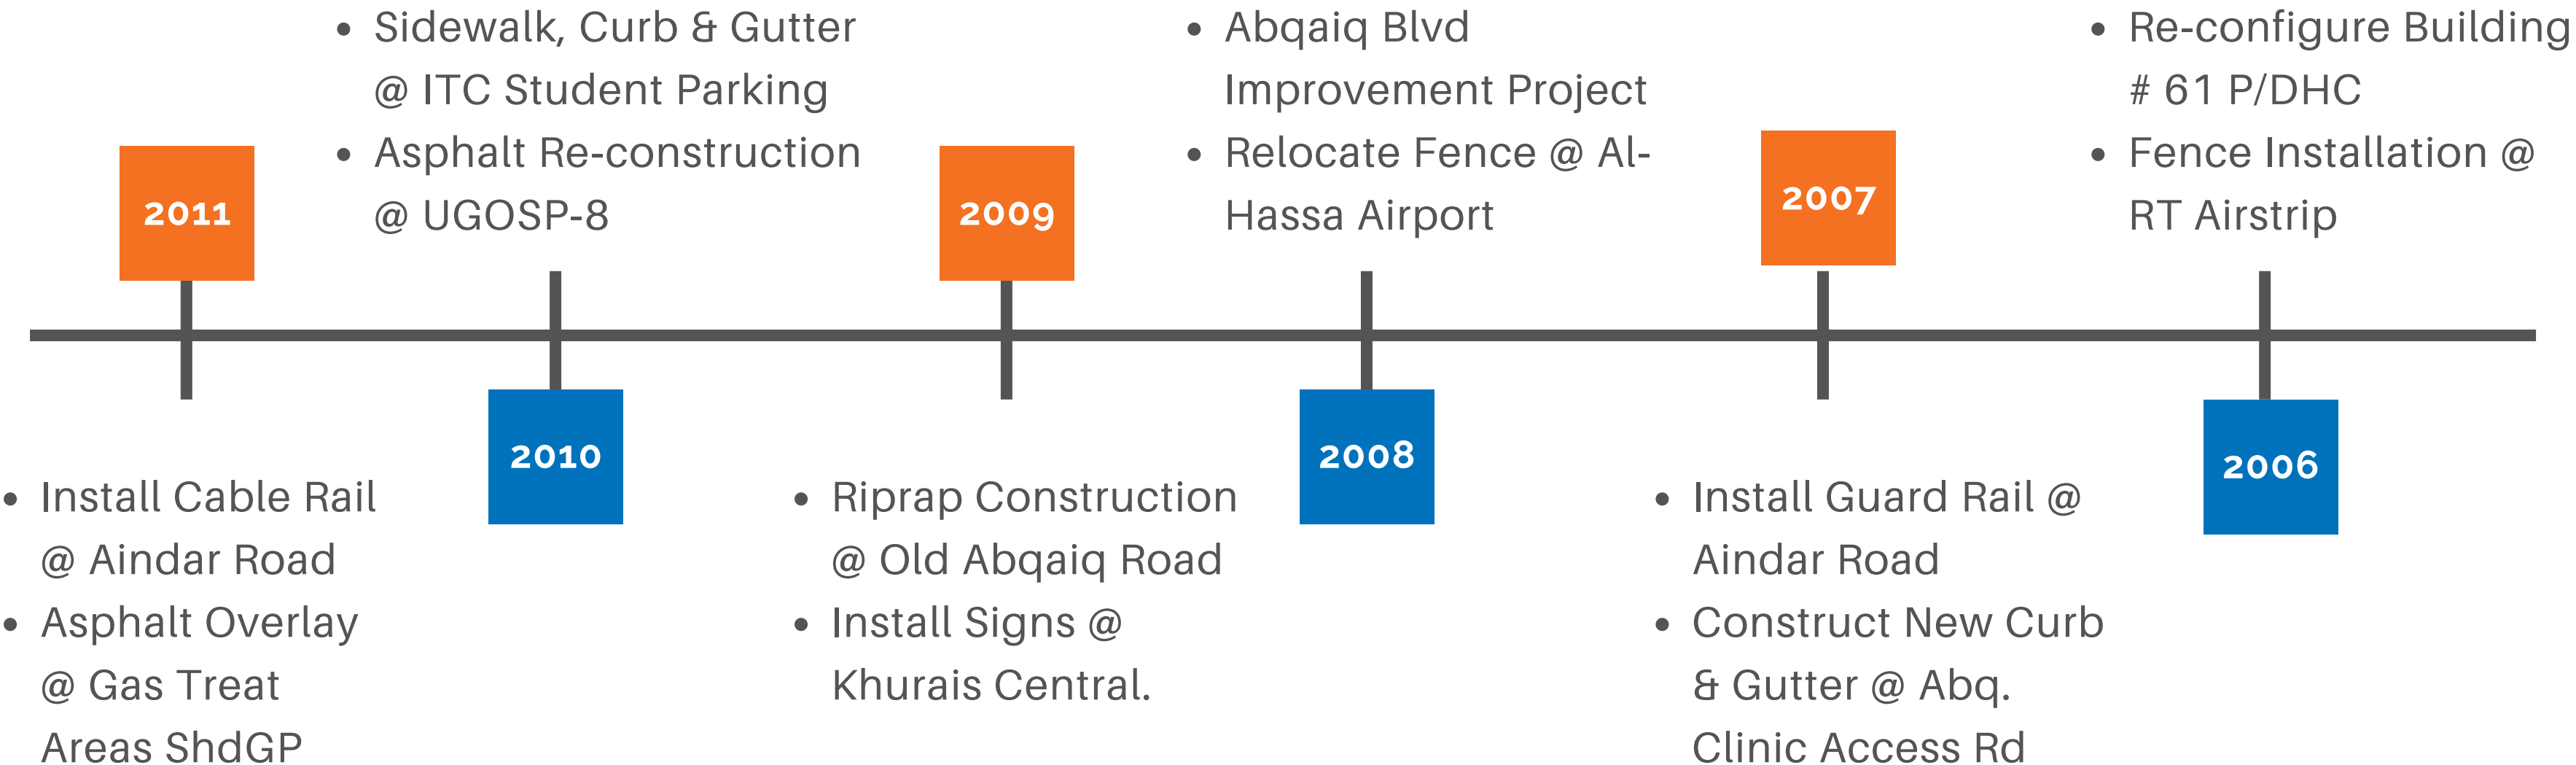 2011
• Install Cable Rail
@ Aindar Road
• Asphalt Overlay
@ Gas Treat
Areas ShdGP
• Sidewalk, Curb & Gutter
@ ITC Student Parking
• Asphalt Re-construction
@ UGOSP-8
2010
2009
• Riprap Construction
@ Old Abqaiq Road
• Install Signs @
Khurais Central.
• Abqaiq Blvd
Improvement Project
• Relocate Fence @ Al-
Hassa Airport
2008
2007
• Install Guard Rail @
Aindar Road
• Construct New Curb
& Gutter @ Abq.
Clinic Access Rd
• Re-configure Building
# 61 P/DHC
• Fence Installation @
RT Airstrip
2006